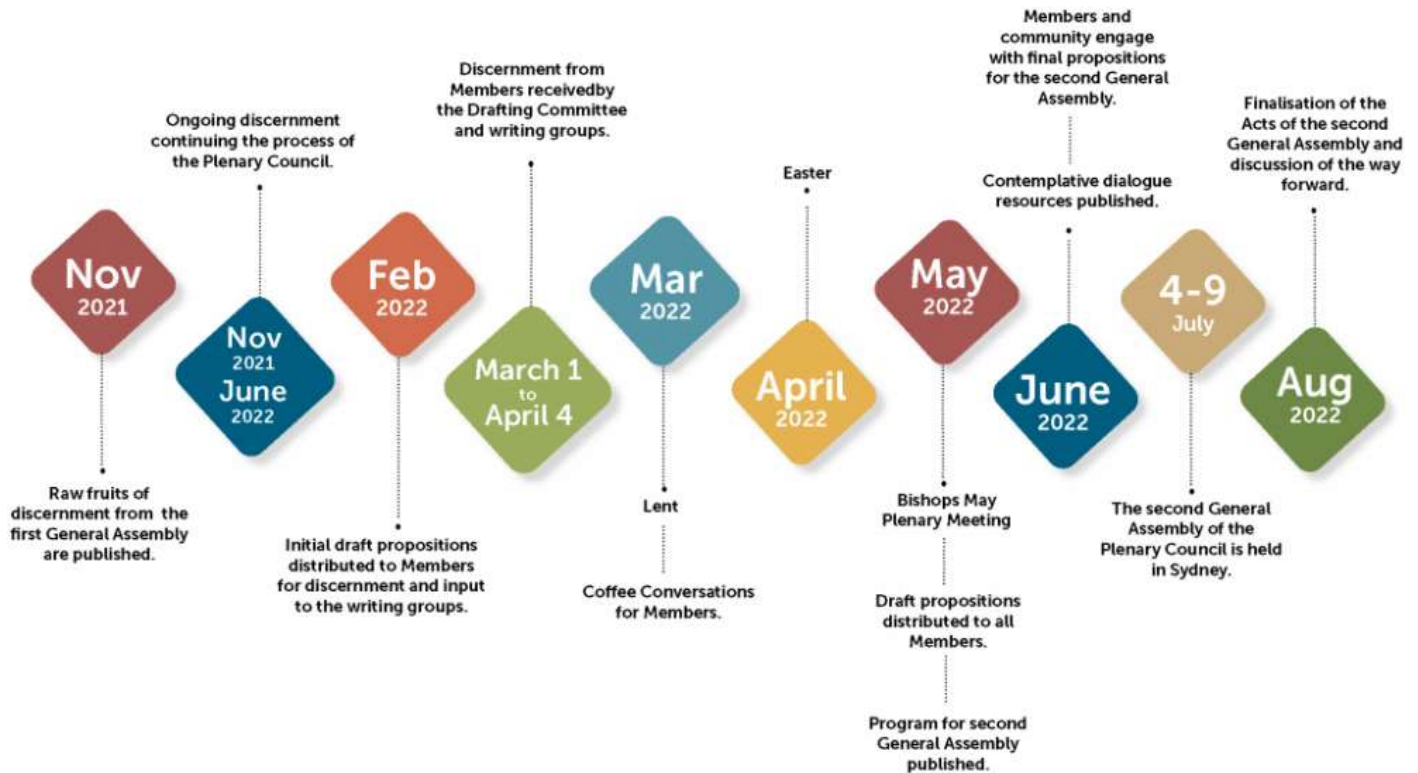 Nov
2021
Raw fruits of
discernment from the
first General Assembly
are published.
Ongoing discernment
continuing the process of
the Plenary Council.
Nov
2021
June
2022
Feb
2022
Initial draft propositions
distributed to Members
for discernment and input
to the writing groups.
Discernment from
Members receivedby
the Drafting Committee
and writing groups.
March 1
to
April 4
Mar
2022
Lent
Coffee Conversations
for Members.
Easter
April
2022
May
2022
Bishops May
Plenary Meeting
Draft propositions
distributed to all
Members.
Program for second
General Assembly
published.
Members and
community engage
with final propositions
for the second General
Assembly.
Contemplative dialogue
resources published.
June
2022
4-9
July
The second General
Assembly of the
Plenary Council is held
in Sydney.
Finalisation of the
Acts of the second
General Assembly and
discussion of the way
forward.
Aug
2022